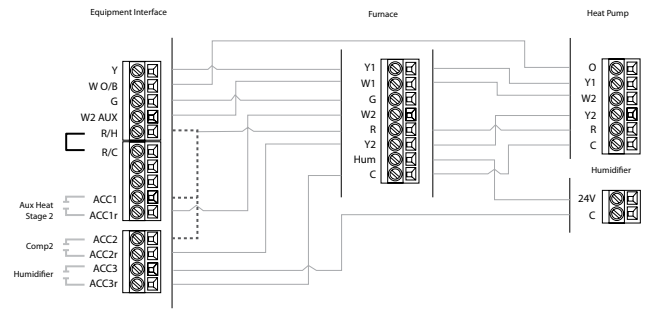 Equipment Interface
Furnace
Heat Pump
Y
W O/B
G
W2 AUX
R/H
R/C
ACC1
ACC1r
Aux Heat
Stage 2
ACC2
ACC2r
Comp2
ACC3
ACC3r
Humidifier
Y1
W1
G
W2
R
Y2
Hum
C
O
Y1
W2
Y2
R
C
Humidifier
24V
C